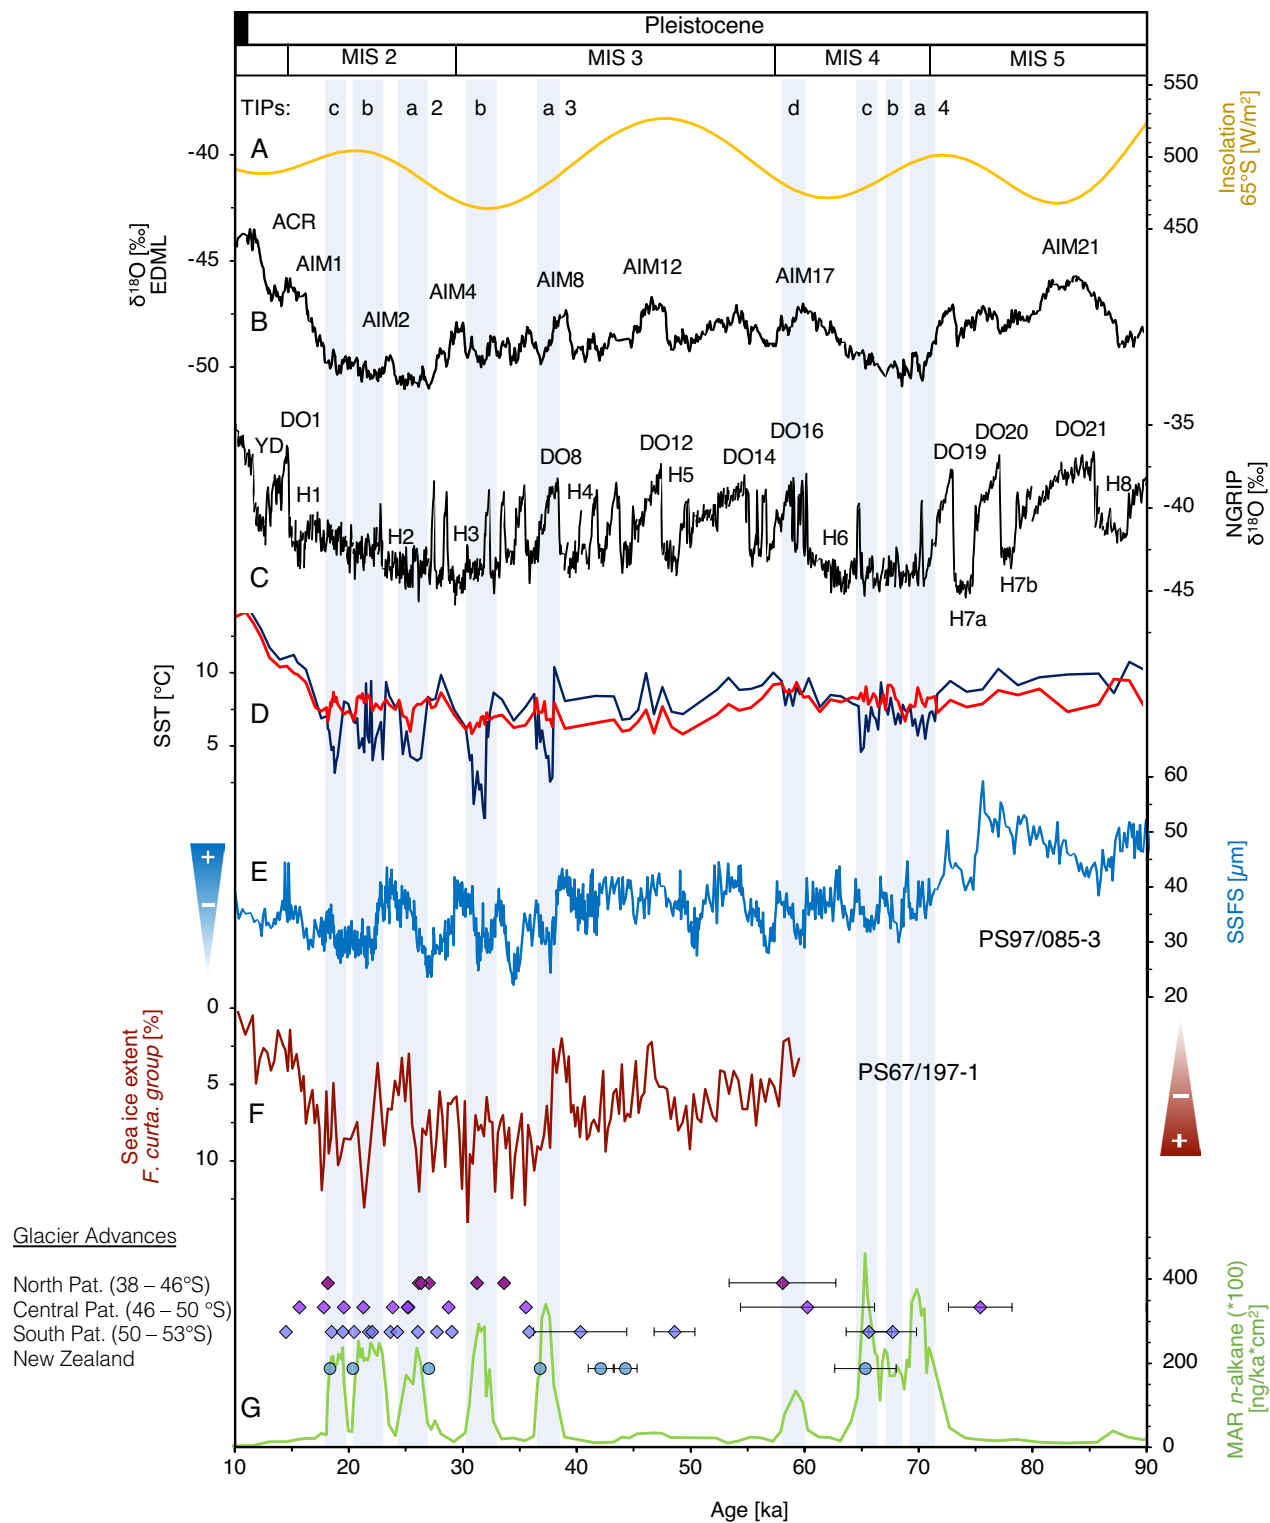 Pleistocene
MIS 2 MIS 3 MIS 4 MIS 5
TIPs: c b a 2 b a 3 d c b a 4
A
-40
550
500
450
Insolation
65°S [W/m²]
ACR
AIM1
AIM2
AIM4
AIM8
AIM12
AIM17
AIM21
δ¹⁸O [‰]
EDML
-45
-50
B
YD
DO1
H1
H2
H3
DO8
H4
DO12
H5
DO14
DO16
H6
DO19
DO20
DO21
H7a
H7b
H8
C
-35
-40
-45
NGRIP
δ¹⁸O [‰]
SST [°C]
10
5
D
60
50
40
30
20
SSFS [µm]
+
–
E
PS97/085-3
0
5
10
Sea ice extent
F. curta. group [%]
F
PS67/197-1
–
+
Glacier Advances
North Pat. (38 – 46°S)
Central Pat. (46 – 50 °S)
South Pat. (50 – 53°S)
New Zealand
G
400
200
0
MAR n-alkane (*100)
[ng/ka*cm²]
10 20 30 40 50 60 70 80 90
Age [ka]